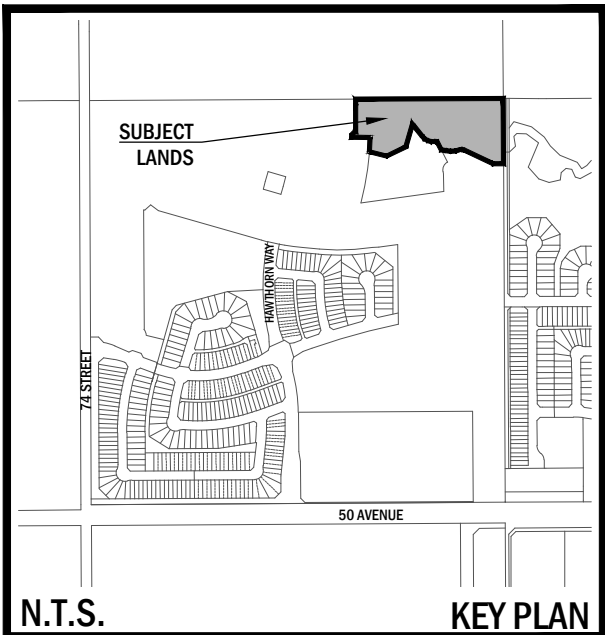 SUBJECT
LANDS
HAWTHORN WAY
74 STREET
50 AVENUE
N.T.S.
KEY PLAN